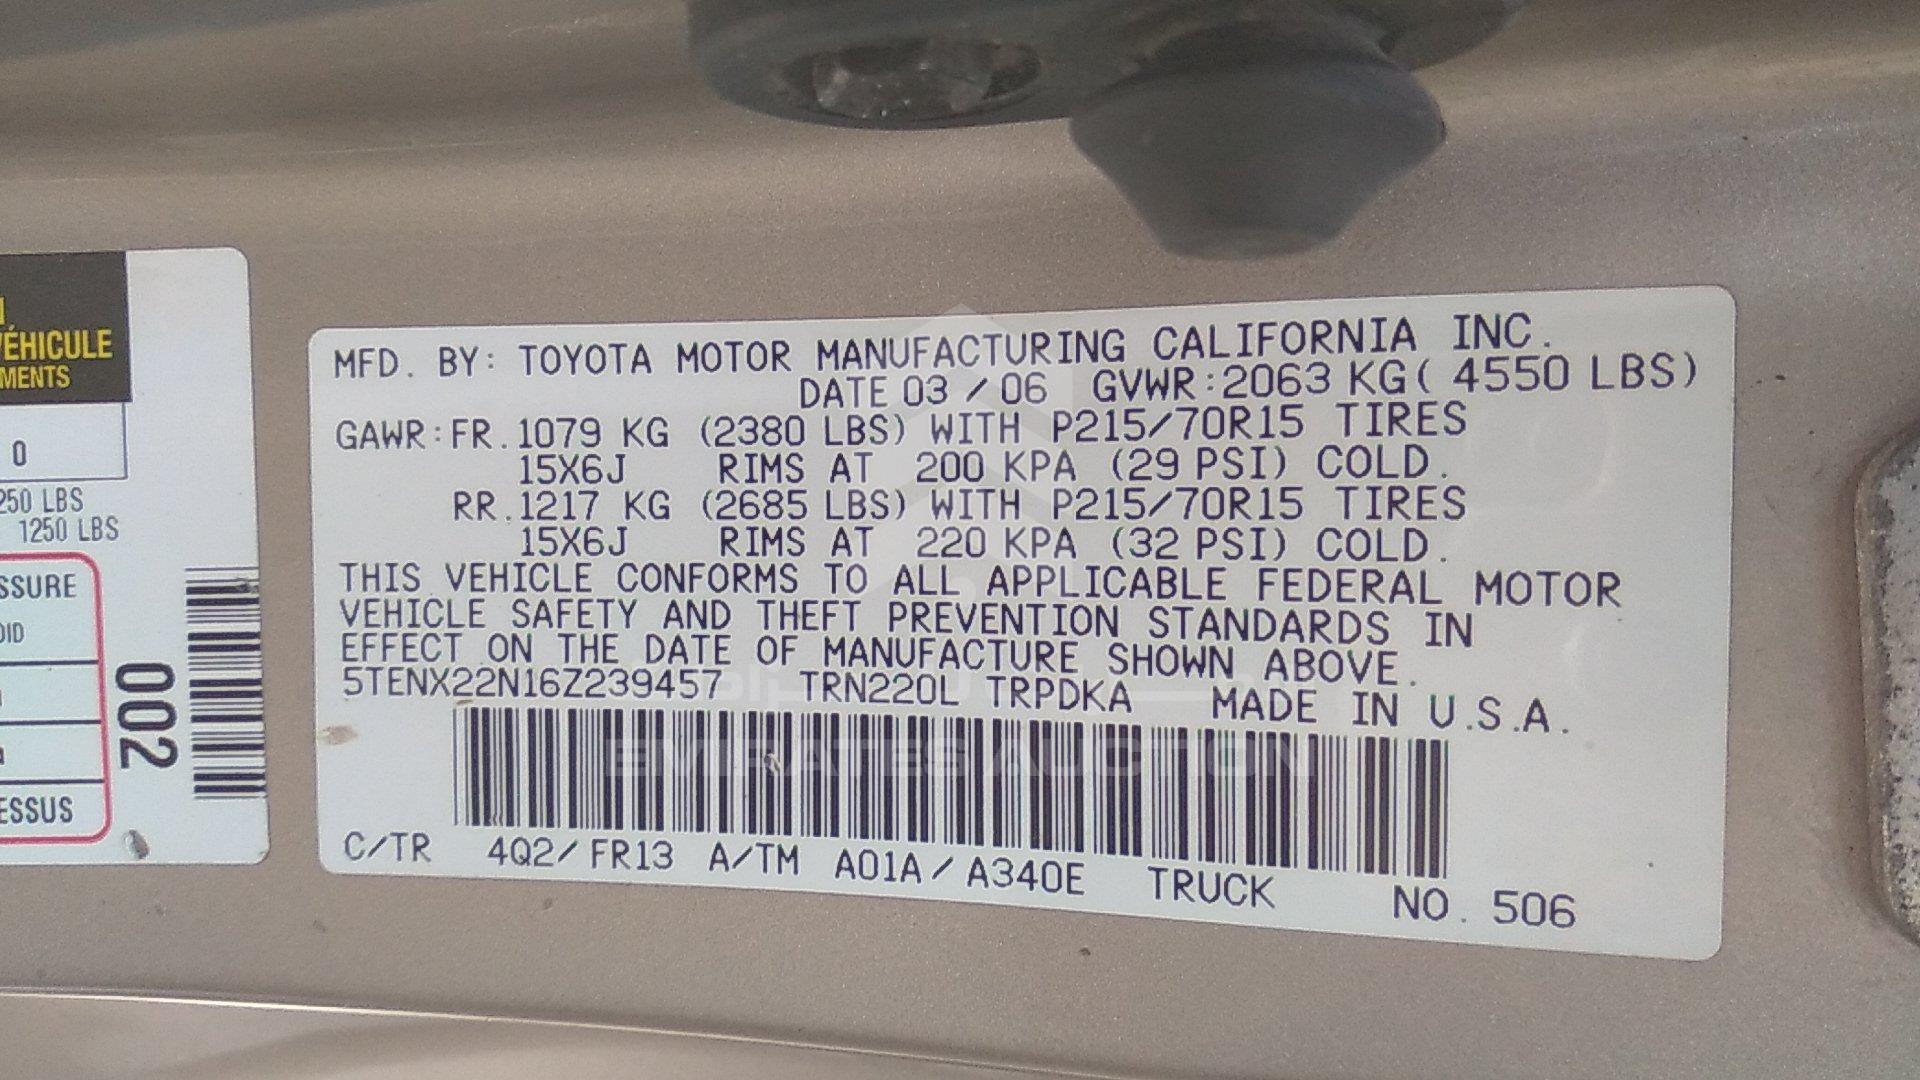 ÉHICULE
MENTS
0
250 LBS
1250 LBS
SSURE
OID
ESSUS
002
MFD. BY: TOYOTA MOTOR MANUFACTURING CALIFORNIA INC.
DATE 03 / 06 GVWR:2063 KG( 4550 LBS)
GAWR:FR.1079 KG (2380 LBS) WITH P215/70R15 TIRES
15X6J RIMS AT 200 KPA (29 PSI) COLD.
RR.1217 KG (2685 LBS) WITH P215/70R15 TIRES
15X6J RIMS AT 220 KPA (32 PSI) COLD.
THIS VEHICLE CONFORMS TO ALL APPLICABLE FEDERAL MOTOR
VEHICLE SAFETY AND THEFT PREVENTION STANDARDS IN
EFFECT ON THE DATE OF MANUFACTURE SHOWN ABOVE.
5TENX22N16Z239457 TRN220L TRPDKA MADE IN U.S.A.
EMIRATES AUCTION
C/TR 4Q2/FR13 A/TM A01A/A340E TRUCK NO. 506